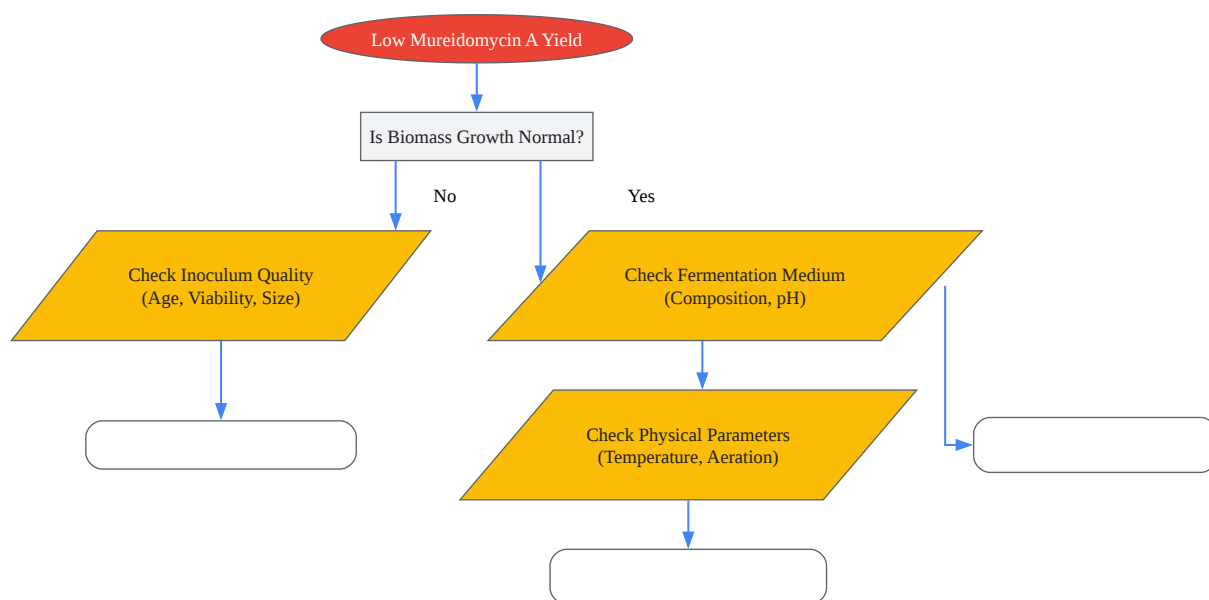 Low Mureidomycin A Yield
Is Biomass Growth Normal?
No
Yes
Check Inoculum Quality
(Age, Viability, Size)
Check Fermentation Medium
(Composition, pH)
Check Physical Parameters
(Temperature, Aeration)